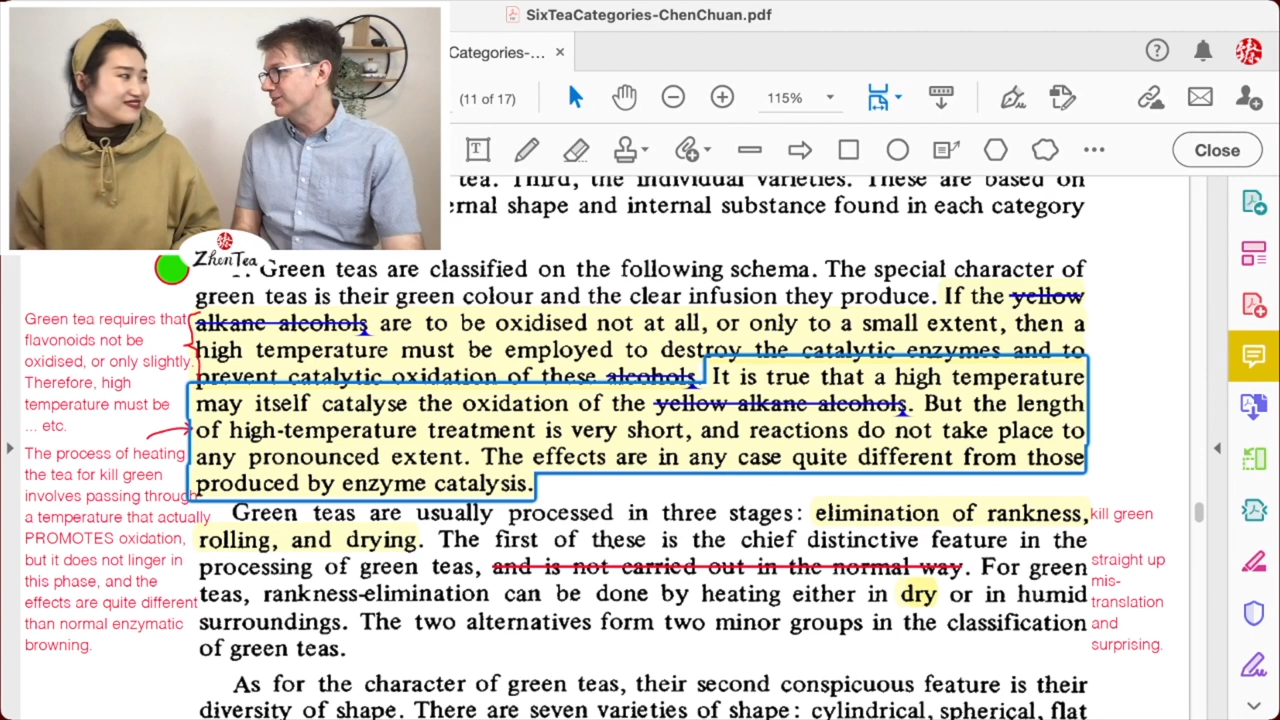 SixTeaCategories-ChenChuan.pdf
Categories-... ×
(11 of 17)
115%
Close
tea. Third, the individual varieties. These are based on
ernal shape and internal substance found in each category
ZhenTea
Green teas are classified on the following schema. The special character of
green teas is their green colour and the clear infusion they produce. If the yellow
alkane alcohols are to be oxidised not at all, or only to a small extent, then a
high temperature must be employed to destroy the catalytic enzymes and to
prevent catalytic oxidation of these alcohols. It is true that a high temperature
may itself catalyse the oxidation of the yellow alkane alcohols. But the length
of high-temperature treatment is very short, and reactions do not take place to
any pronounced extent. The effects are in any case quite different from those
produced by enzyme catalysis.
Green teas are usually processed in three stages: elimination of rankness,
rolling, and drying. The first of these is the chief distinctive feature in the
processing of green teas, and is not carried out in the normal way. For green
teas, rankness-elimination can be done by heating either in dry or in humid
surroundings. The two alternatives form two minor groups in the classification
of green teas.
As for the character of green teas, their second conspicuous feature is their
diversity of shape. There are seven varieties of shape: cylindrical, spherical, flat
Green tea requires that
flavonoids not be
oxidised, or only slightly.
Therefore, high
temperature must be
... etc.
The process of heating
the tea for kill green
involves passing through
a temperature that actually
PROMOTES oxidation,
but it does not linger in
this phase, and the
effects are quite different
than normal enzymatic
browning.
kill green
straight up
mis-
translation
and
surprising.